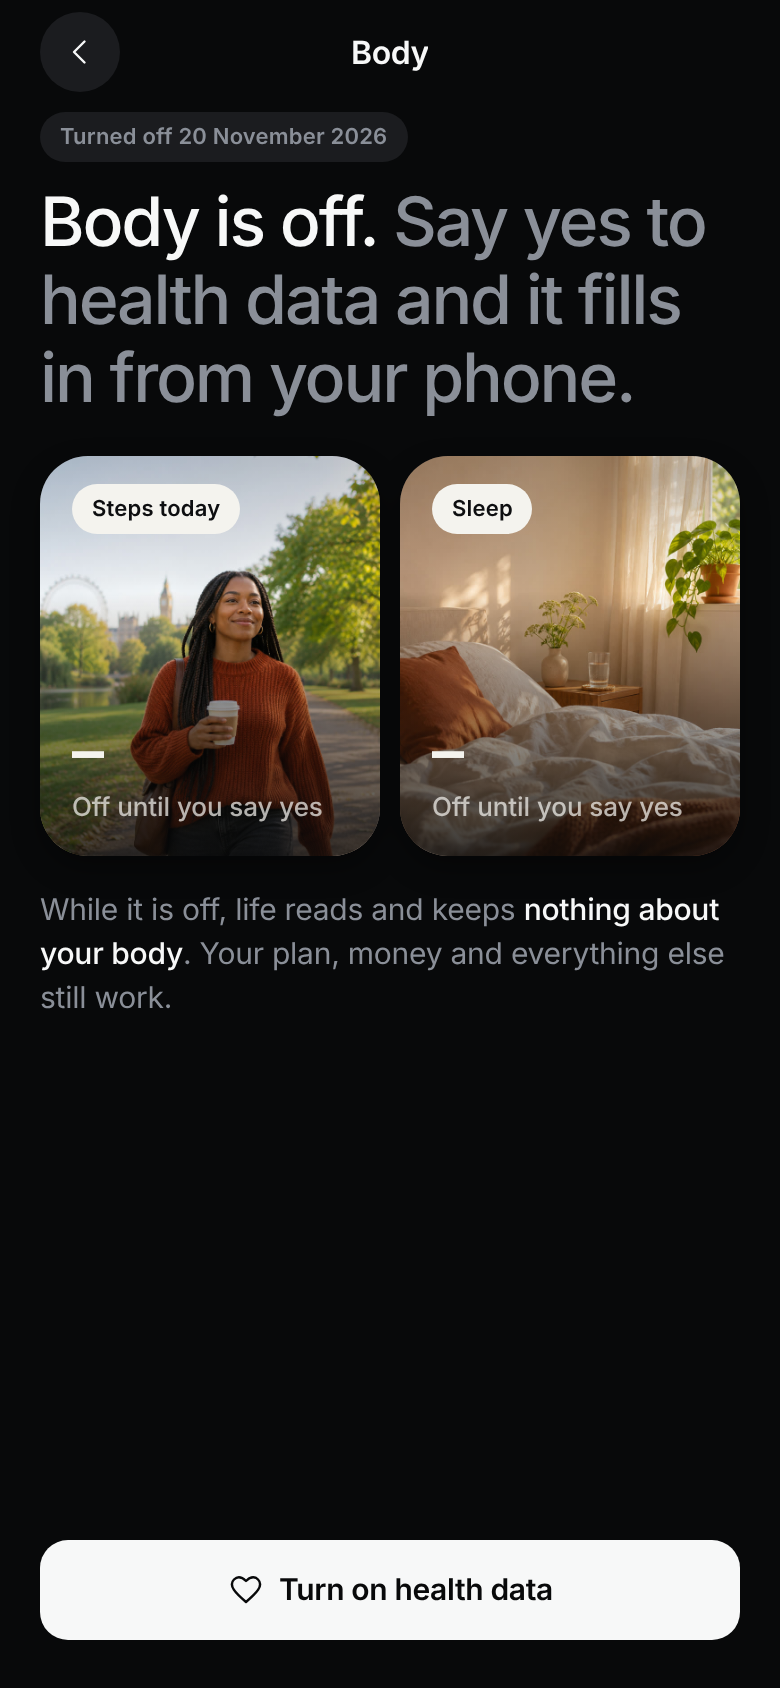 Body
Turned off 20 November 2026
Body is off. Say yes to
health data and it fills
in from your phone.
Steps today
Sleep
–
Off until you say yes
–
Off until you say yes
While it is off, life reads and keeps nothing about
your body. Your plan, money and everything else
still work.
Turn on health data